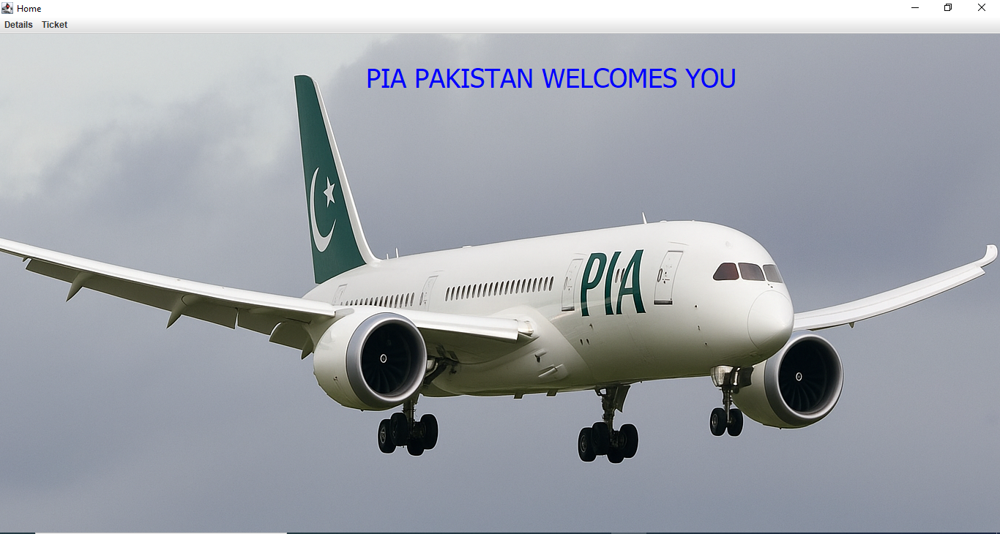 Home
Details Ticket
PIA PAKISTAN WELCOMES YOU
PIA